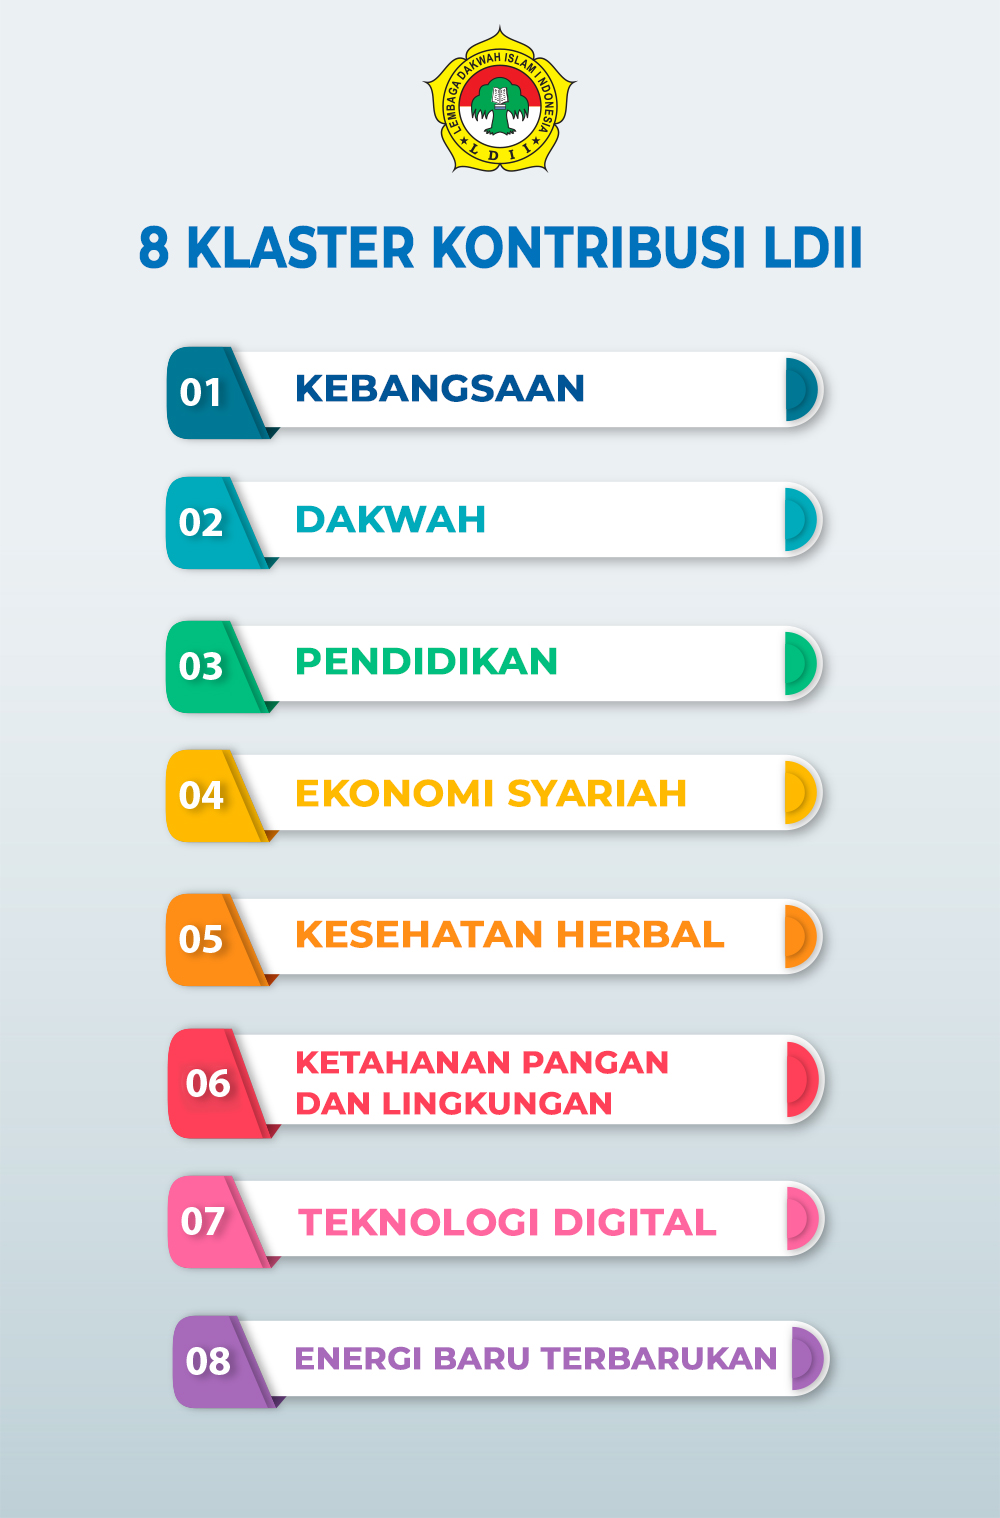 LEMBAGA DAKWAH ISLAM INDONESIA
★ L D I I ★
8 KLASTER KONTRIBUSI LDII
01 KEBANGSAAN
02 DAKWAH
03 PENDIDIKAN
04 EKONOMI SYARIAH
05 KESEHATAN HERBAL
06 KETAHANAN PANGAN
DAN LINGKUNGAN
07 TEKNOLOGI DIGITAL
08 ENERGI BARU TERBARUKAN